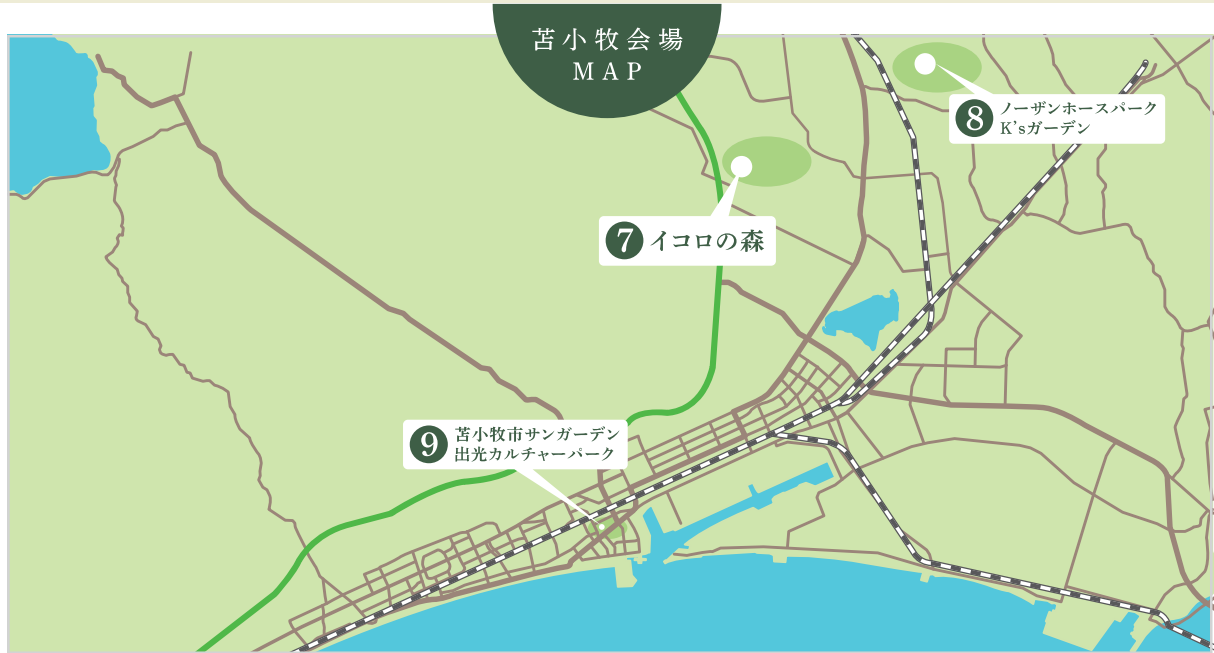 苫小牧会場
MAP
8 ノーザンホースパーク
K'sガーデン
7 イコロの森
9 苫小牧市サンガーデン
出光カルチャーパーク